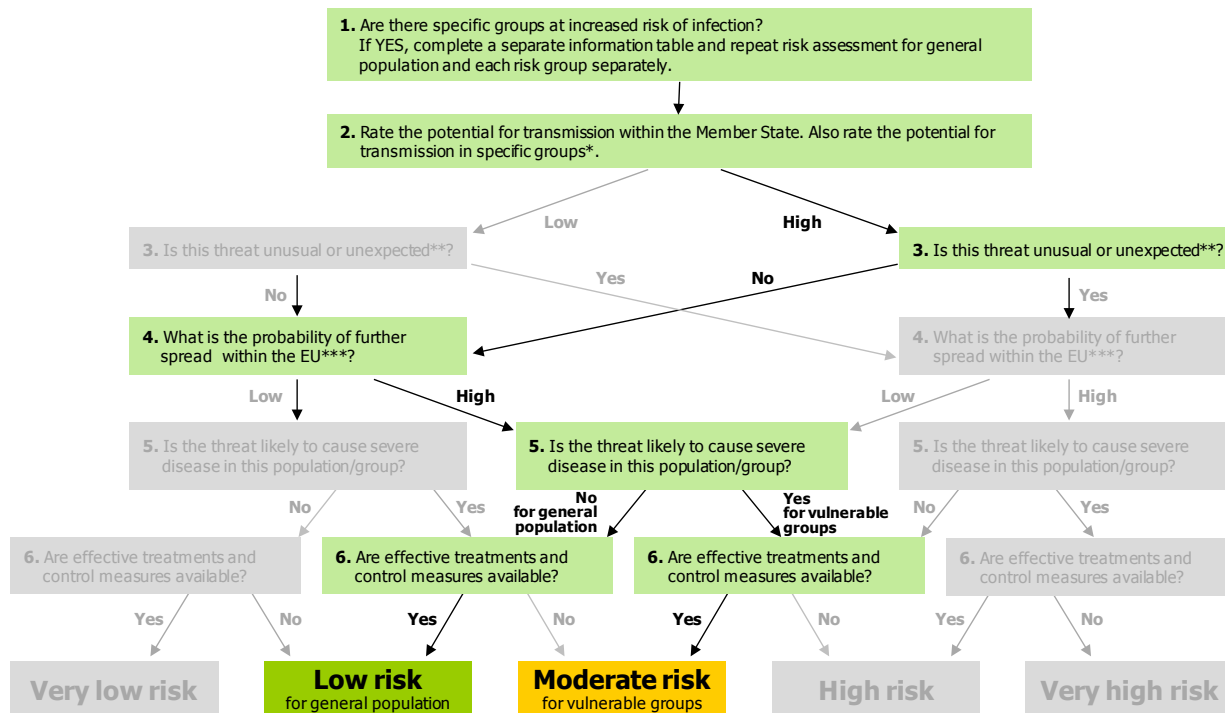 1. Are there specific groups at increased risk of infection?
If YES, complete a separate information table and repeat risk assessment for general
population and each risk group separately.
2. Rate the potential for transmission within the Member State. Also rate the potential for
transmission in specific groups*.
Low
High
3. Is this threat unusual or unexpected**?
3. Is this threat unusual or unexpected**?
No
Yes
No
Yes
4. What is the probability of further
spread within the EU***?
4. What is the probability of further
spread within the EU***?
Low
High
Low
High
5. Is the threat likely to cause severe
disease in this population/group?
5. Is the threat likely to cause severe
disease in this population/group?
5. Is the threat likely to cause severe
disease in this population/group?
No
Yes
No
for general
population
Yes
for vulnerable
groups
No
Yes
6. Are effective treatments and
control measures available?
6. Are effective treatments and
control measures available?
6. Are effective treatments and
control measures available?
6. Are effective treatments and
control measures available?
Yes
No
Yes
No
Yes
No
Yes
No
Very low risk
Low risk
for general population
Moderate risk
for vulnerable groups
High risk
Very high risk